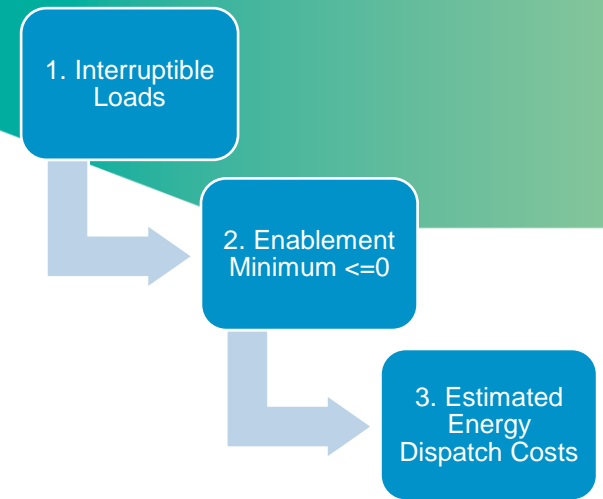 1. Interruptible
Loads
2. Enablement
Minimum <=0
3. Estimated
Energy
Dispatch Costs